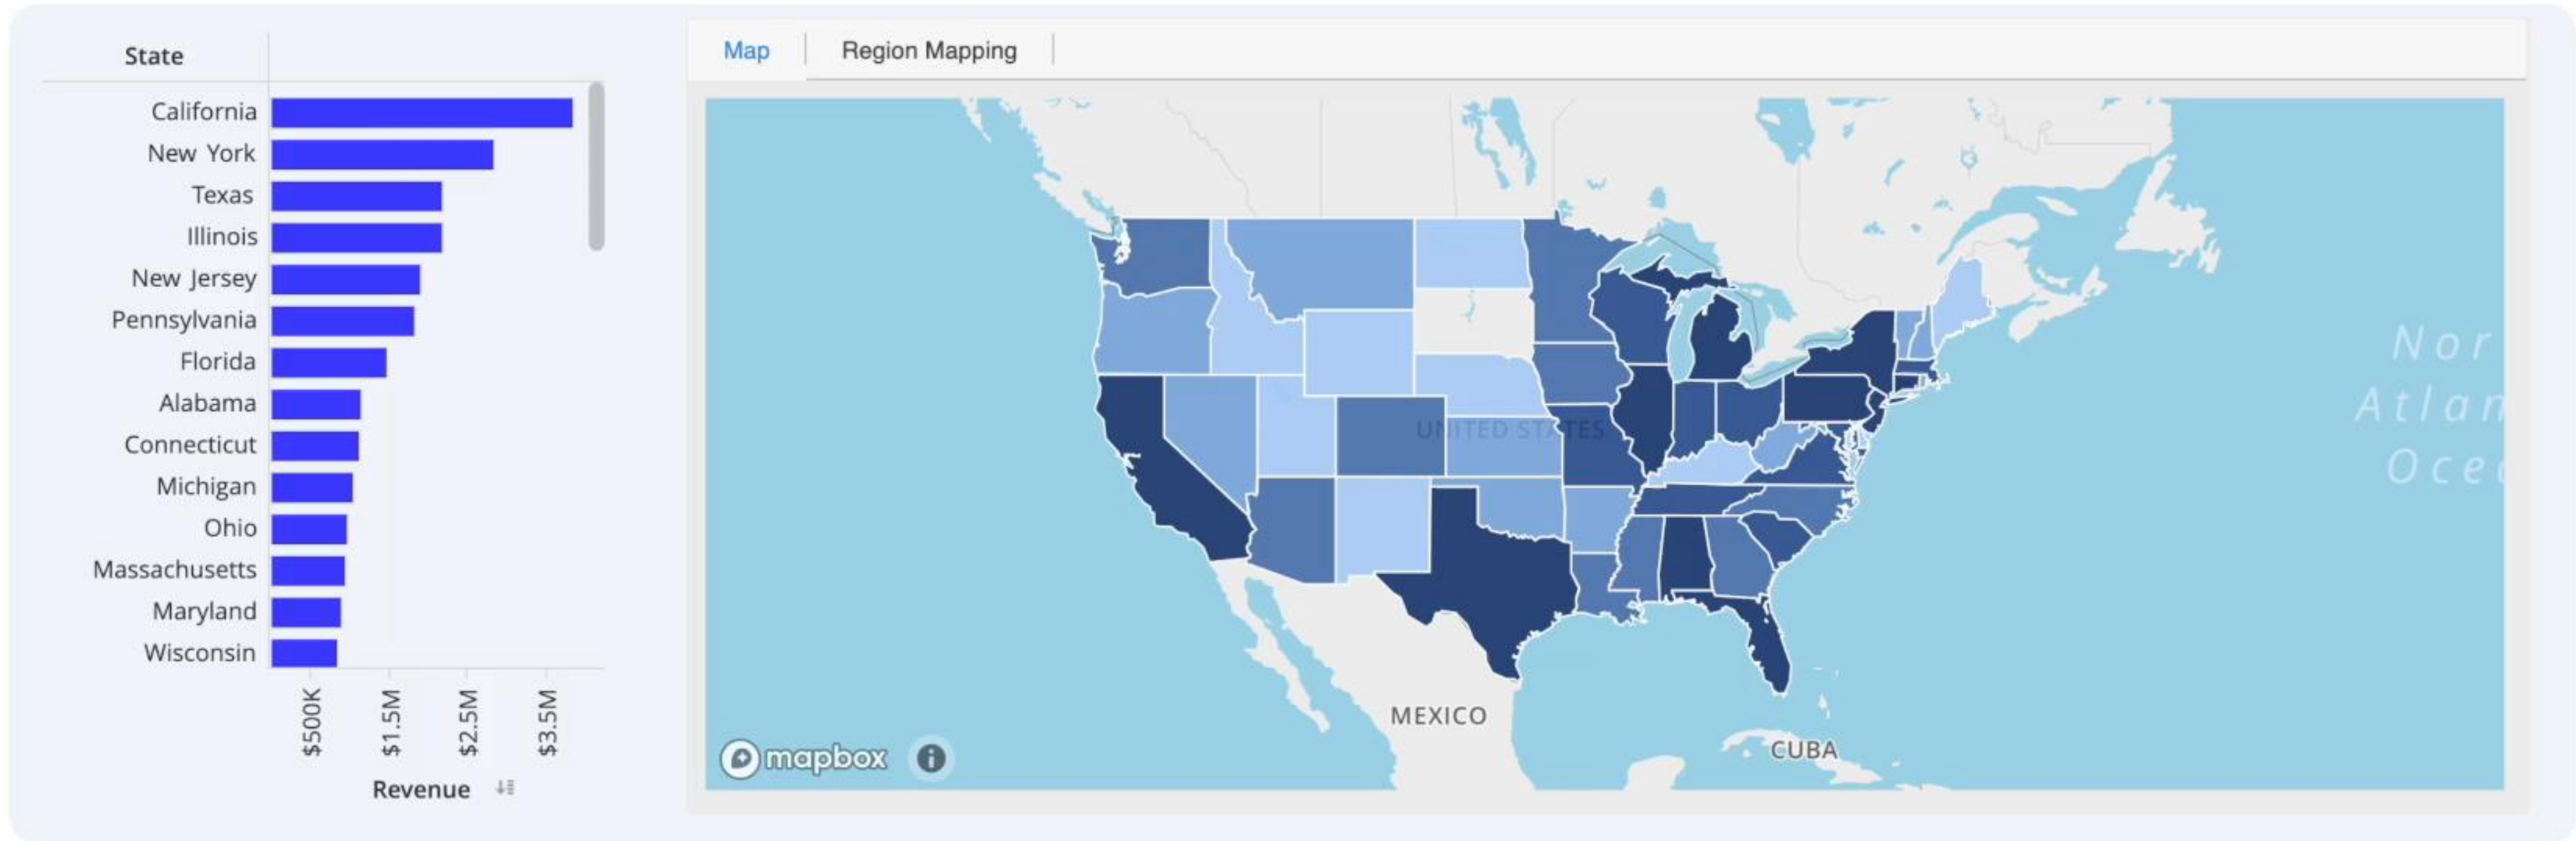 State
California
New York
Texas
Illinois
New Jersey
Pennsylvania
Florida
Alabama
Connecticut
Michigan
Ohio
Massachusetts
Maryland
Wisconsin
$500K
$1.5M
$2.5M
$3.5M
Revenue
Map
Region Mapping
UNITED STATES
MEXICO
CUBA
Nor
Atlan
Oce
mapbox
i